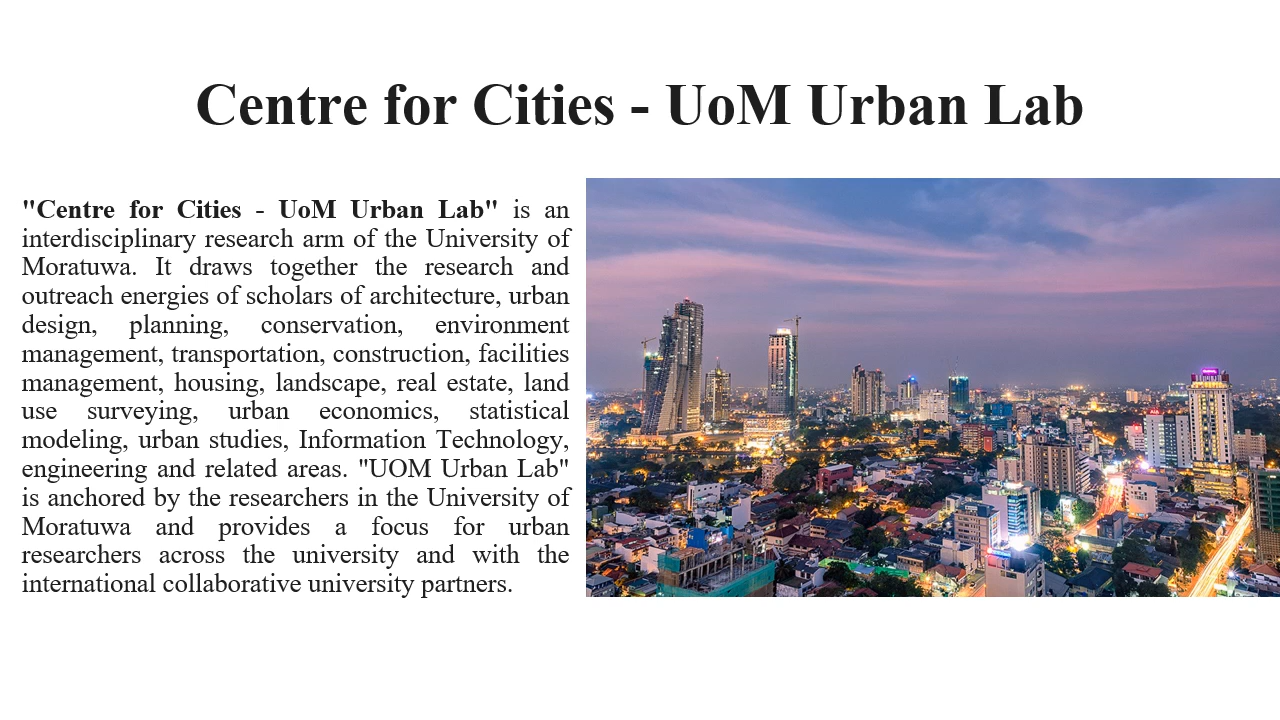 Centre for Cities - UoM Urban Lab
"Centre for Cities - UoM Urban Lab" is an
interdisciplinary research arm of the University of
Moratuwa. It draws together the research and
outreach energies of scholars of architecture, urban
design, planning, conservation, environment
management, transportation, construction, facilities
management, housing, landscape, real estate, land
use surveying, urban economics, statistical
modeling, urban studies, Information Technology,
engineering and related areas. "UOM Urban Lab"
is anchored by the researchers in the University of
Moratuwa and provides a focus for urban
researchers across the university and with the
international collaborative university partners.